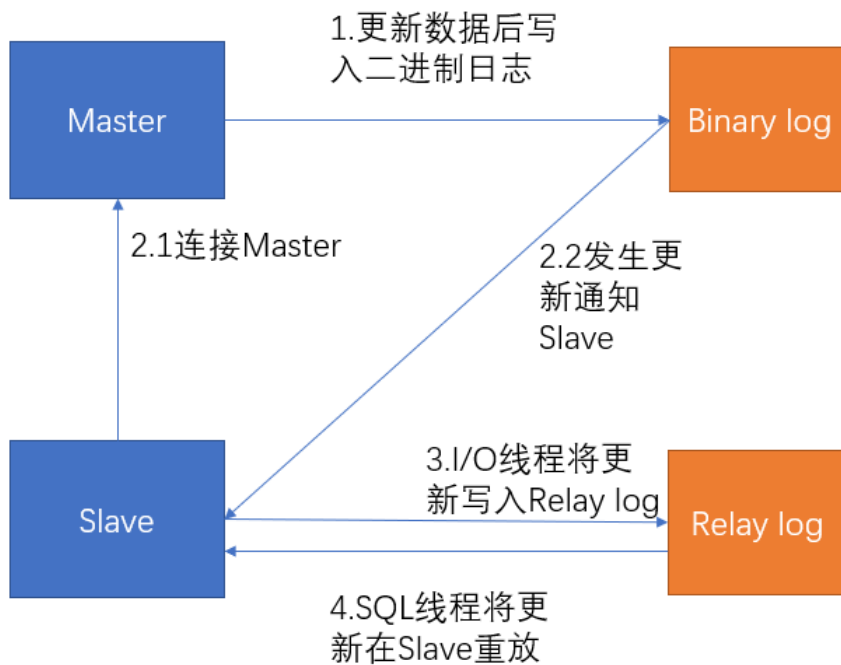 1.更新数据后写
入二进制日志
Master
Binary log
2.1连接Master
2.2发生更
新通知
Slave
3.I/O线程将更
新写入Relay log
Slave
Relay log
4.SQL线程将更
新在Slave重放